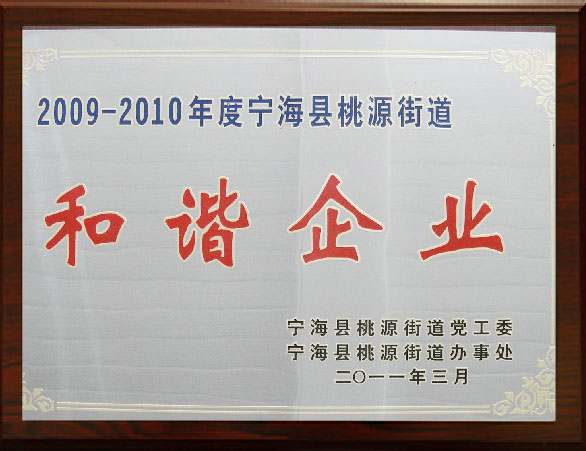 2009-2010年度宁海县桃源街道
和谐企业
宁海县桃源街道党工委
宁海县桃源街道办事处
二〇一一年三月